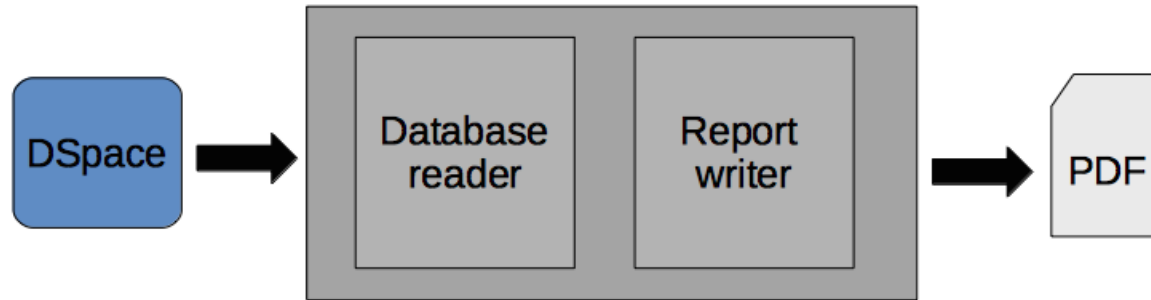 DSpace
Database
reader
Report
writer
PDF